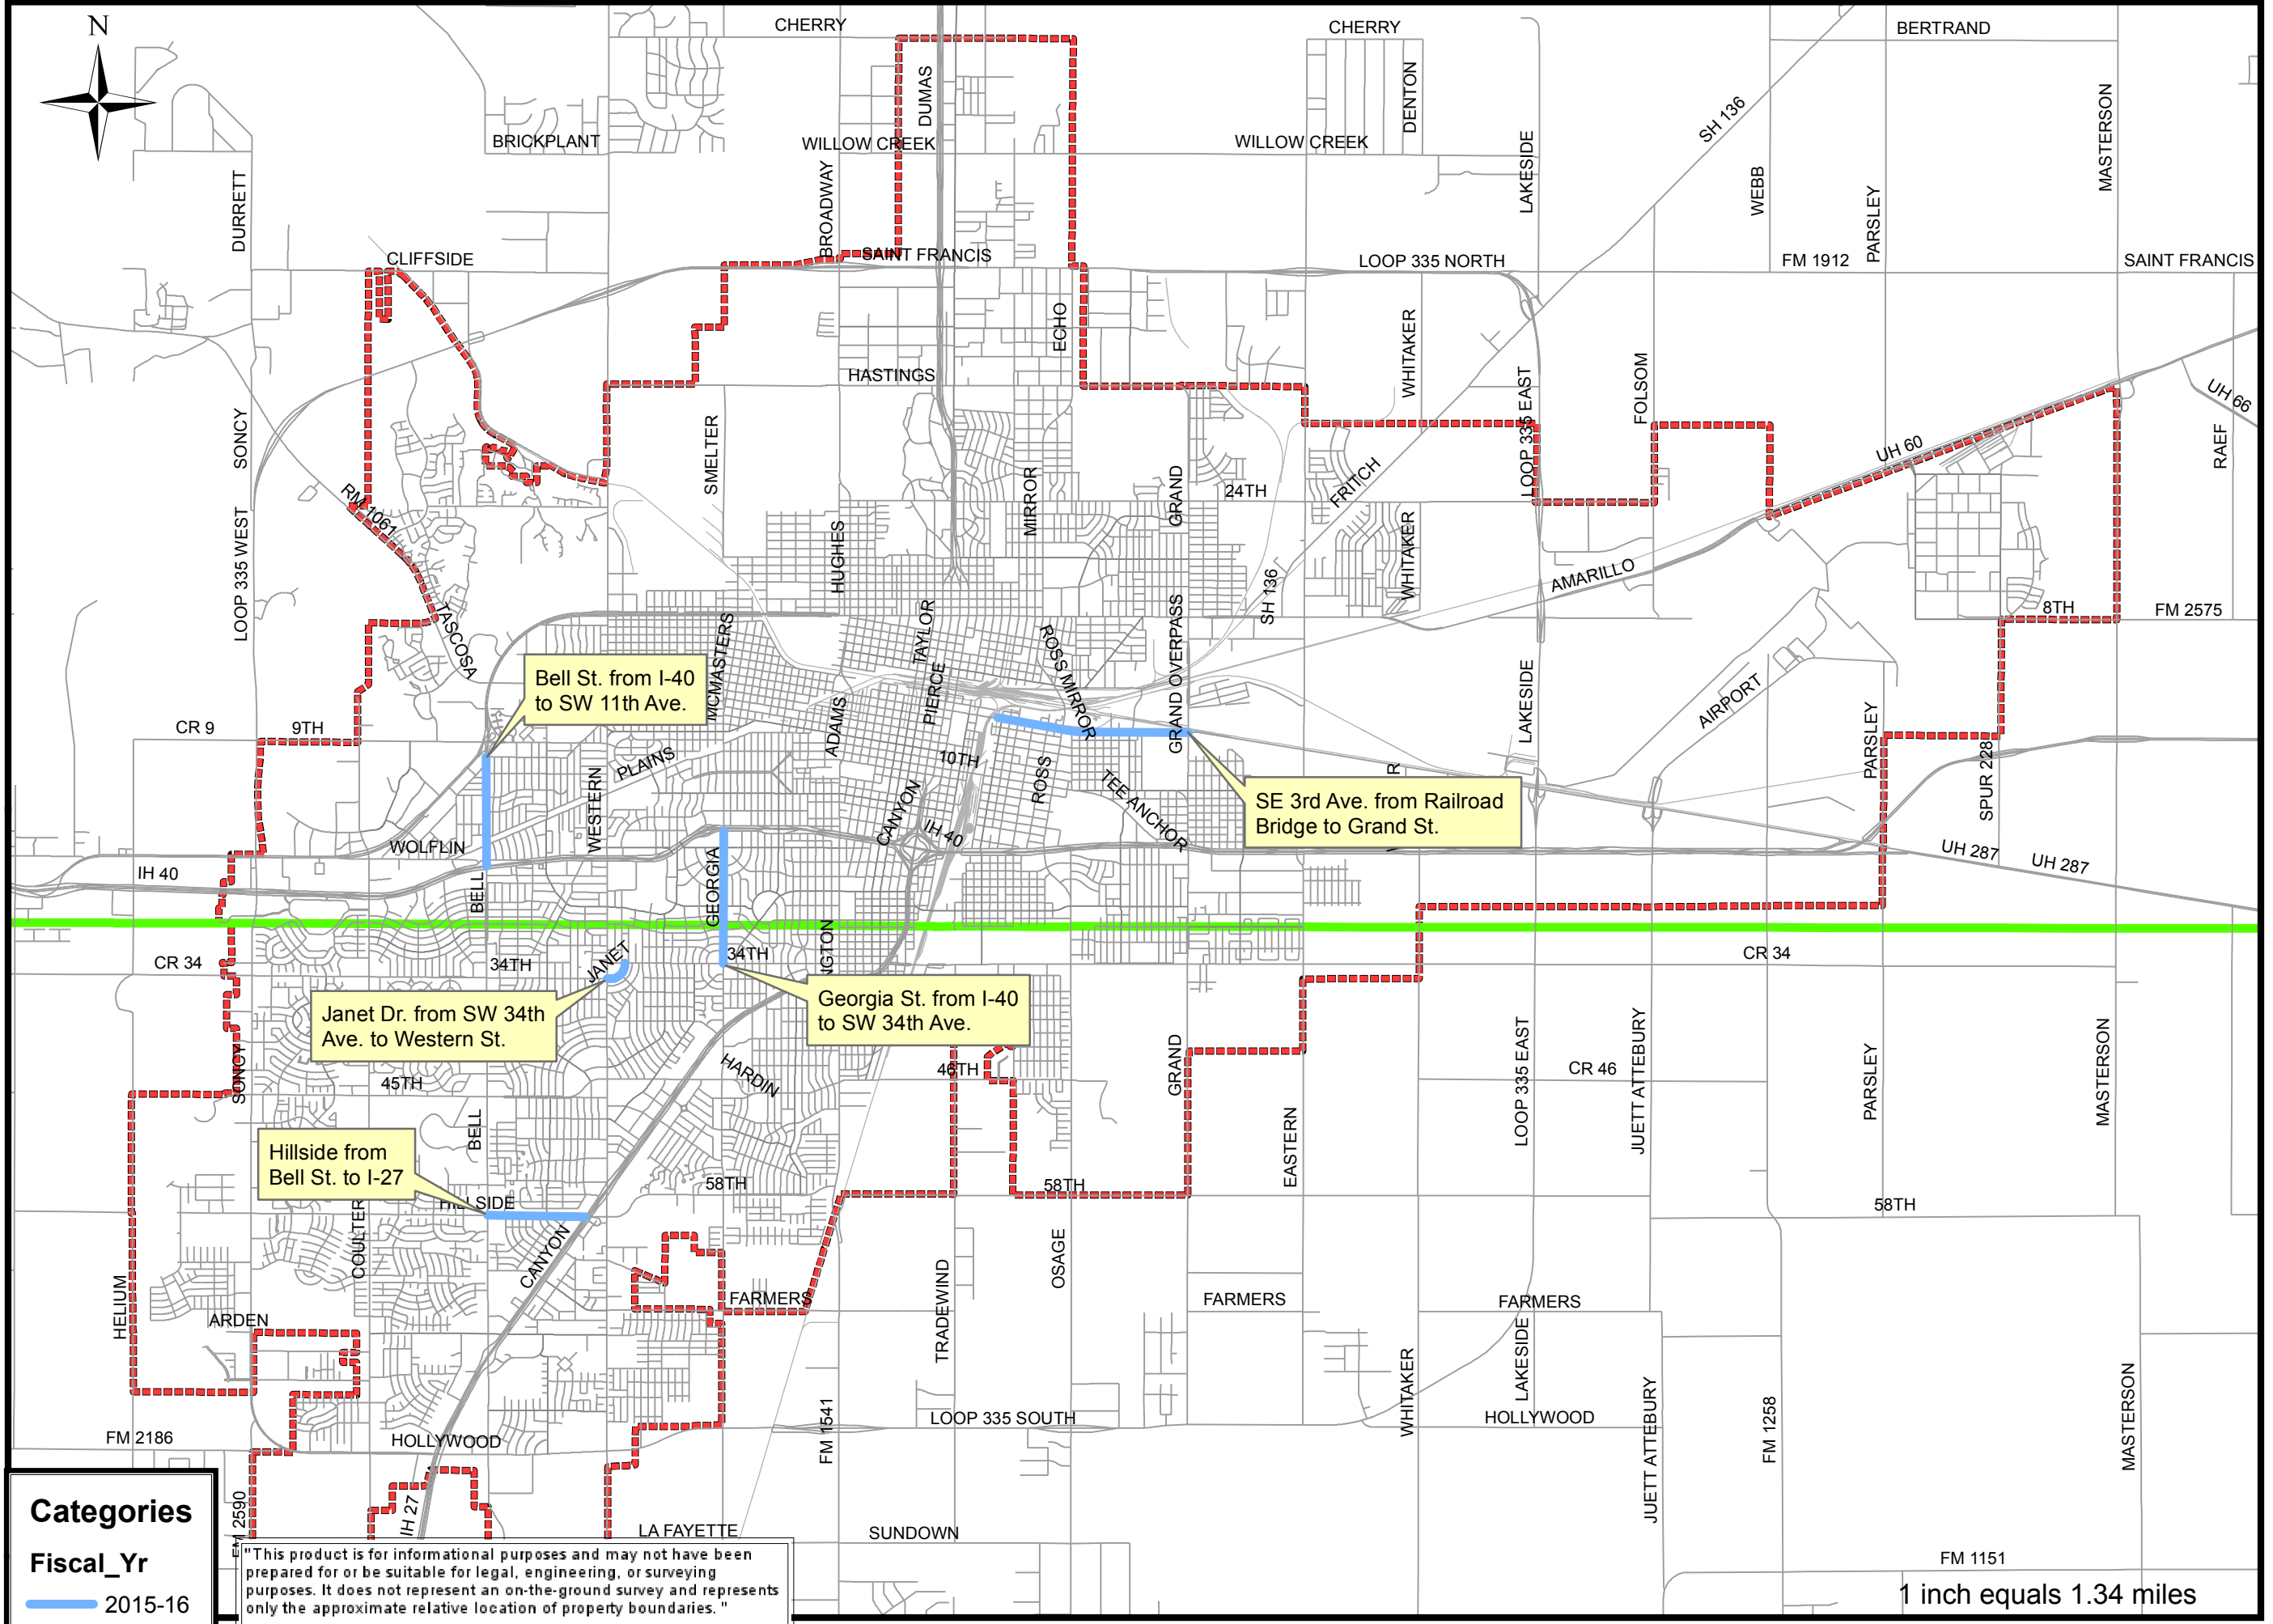 N
CHERRY
CHERRY
BERTRAND
DUMAS
DENTON
MASTERSON
SH 136
BRICKPLANT
WILLOW CREEK
WILLOW CREEK
LAKESIDE
WEBB
PARSLEY
DURRETT
BROADWAY
CLIFFSIDE
SAINT FRANCIS
LOOP 335 NORTH
FM 1912
SAINT FRANCIS
ECHO
WHITAKER
HASTINGS
SONCY
SMELTER
LOOP 335 EAST
FOLSOM
UH 66
RAEF
UH 60
RM 1061
MIRROR
GRAND
24TH
FRITCH
LOOP 335 WEST
HUGHES
WHITAKER
AMARILLO
SH 136
8TH
FM 2575
TASCOSA
MCMASTERS
TAYLOR
PIERCE
ROSS MIRROR
GRAND OVERPASS
LAKESIDE
AIRPORT
PARSLEY
SPUR 228
Bell St. from I-40
to SW 11th Ave.
CR 9
9TH
ADAMS
PLAINS
WESTERN
10TH
ROSS
CANYON
TEE ANCHOR
R
SE 3rd Ave. from Railroad
Bridge to Grand St.
WOLFLIN
IH 40
IH 40
UH 287
UH 287
BELL
GEORGIA
NGTON
CR 34
34TH
JANET
34TH
CR 34
Janet Dr. from SW 34th
Ave. to Western St.
Georgia St. from I-40
to SW 34th Ave.
SONCY
45TH
HARDIN
46TH
GRAND
LOOP 335 EAST
JUETT ATTEBURY
CR 46
PARSLEY
MASTERSON
BELL
EASTERN
Hillside from
Bell St. to I-27
HILLSIDE
58TH
58TH
58TH
COULTER
CANYON
OSAGE
HELIUM
ARDEN
FARMERS
TRADEWIND
FARMERS
FARMERS
LAKESIDE
WHITAKER
JUETT ATTEBURY
FM 1258
MASTERSON
FM 2186
HOLLYWOOD
FM 1541
LOOP 335 SOUTH
HOLLYWOOD
FM 2590
IH 27
LA FAYETTE
SUNDOWN
FM 1151
Categories
Fiscal_Yr
2015-16
"This product is for informational purposes and may not have been
prepared for or be suitable for legal, engineering, or surveying
purposes. It does not represent an on-the-ground survey and represents
only the approximate relative location of property boundaries. "
1 inch equals 1.34 miles